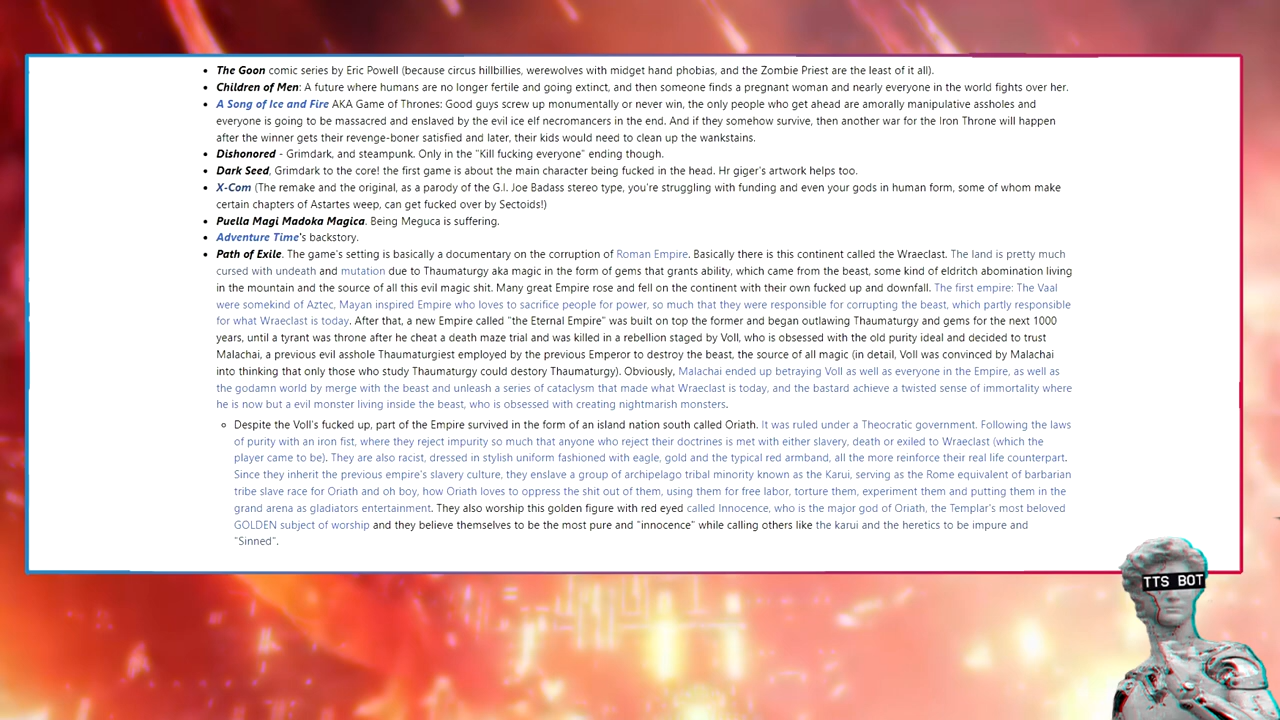 The Goon comic series by Eric Powell (because circus hillbillies, werewolves with midget hand phobias, and the Zombie Priest are the least of it all).
Children of Men: A future where humans are no longer fertile and going extinct, and then someone finds a pregnant woman and nearly everyone in the world fights over her.
A Song of Ice and Fire AKA Game of Thrones: Good guys screw up monumentally or never win, the only people who get ahead are amorally manipulative assholes and
everyone is going to be massacred and enslaved by the evil ice elf necromancers in the end. And if they somehow survive, then another war for the Iron Throne will happen
after the winner gets their revenge-boner satisfied and later, their kids would need to clean up the wankstains.
Dishonored - Grimdark, and steampunk. Only in the "Kill fucking everyone" ending though.
Dark Seed, Grimdark to the core! the first game is about the main character being fucked in the head. Hr giger's artwork helps too.
X-Com (The remake and the original, as a parody of the G.I. Joe Badass stereo type, you're struggling with funding and even your gods in human form, some of whom make
certain chapters of Astartes weep, can get fucked over by Sectoids!)
Puella Magi Madoka Magica. Being Meguca is suffering.
Adventure Time's backstory.
Path of Exile. The game's setting is basically a documentary on the corruption of Roman Empire. Basically there is this continent called the Wraeclast. The land is pretty much
cursed with undeath and mutation due to Thaumaturgy aka magic in the form of gems that grants ability, which came from the beast, some kind of eldritch abomination living
in the mountain and the source of all this evil magic shit. Many great Empire rose and fell on the continent with their own fucked up and downfall. The first empire: The Vaal
were somekind of Aztec, Mayan inspired Empire who loves to sacrifice people for power, so much that they were responsible for corrupting the beast, which partly responsible
for what Wraeclast is today. After that, a new Empire called "the Eternal Empire" was built on top the former and began outlawing Thaumaturgy and gems for the next 1000
years, until a tyrant was throne after he cheat a death maze trial and was killed in a rebellion staged by Voll, who is obsessed with the old purity ideal and decided to trust
Malachai, a previous evil asshole Thaumaturgiest employed by the previous Emperor to destroy the beast, the source of all magic (in detail, Voll was convinced by Malachai
into thinking that only those who study Thaumaturgy could destory Thaumaturgy). Obviously, Malachai ended up betraying Voll as well as everyone in the Empire, as well as
the godamn world by merge with the beast and unleash a series of cataclysm that made what Wraeclast is today, and the bastard achieve a twisted sense of immortality where
he is now but a evil monster living inside the beast, who is obsessed with creating nightmarish monsters.
Despite the Voll's fucked up, part of the Empire survived in the form of an island nation south called Oriath. It was ruled under a Theocratic government. Following the laws
of purity with an iron fist, where they reject impurity so much that anyone who reject their doctrines is met with either slavery, death or exiled to Wraeclast (which the
player came to be). They are also racist, dressed in stylish uniform fashioned with eagle, gold and the typical red armband, all the more reinforce their real life counterpart.
Since they inherit the previous empire's slavery culture, they enslave a group of archipelago tribal minority known as the Karui, serving as the Rome equivalent of barbarian
tribe slave race for Oriath and oh boy, how Oriath loves to oppress the shit out of them, using them for free labor, torture them, experiment them and putting them in the
grand arena as gladiators entertainment. They also worship this golden figure with red eyed called Innocence, who is the major god of Oriath, the Templar's most beloved
GOLDEN subject of worship and they believe themselves to be the most pure and "innocence" while calling others like the karui and the heretics to be impure and
"Sinned".
TTS BOT